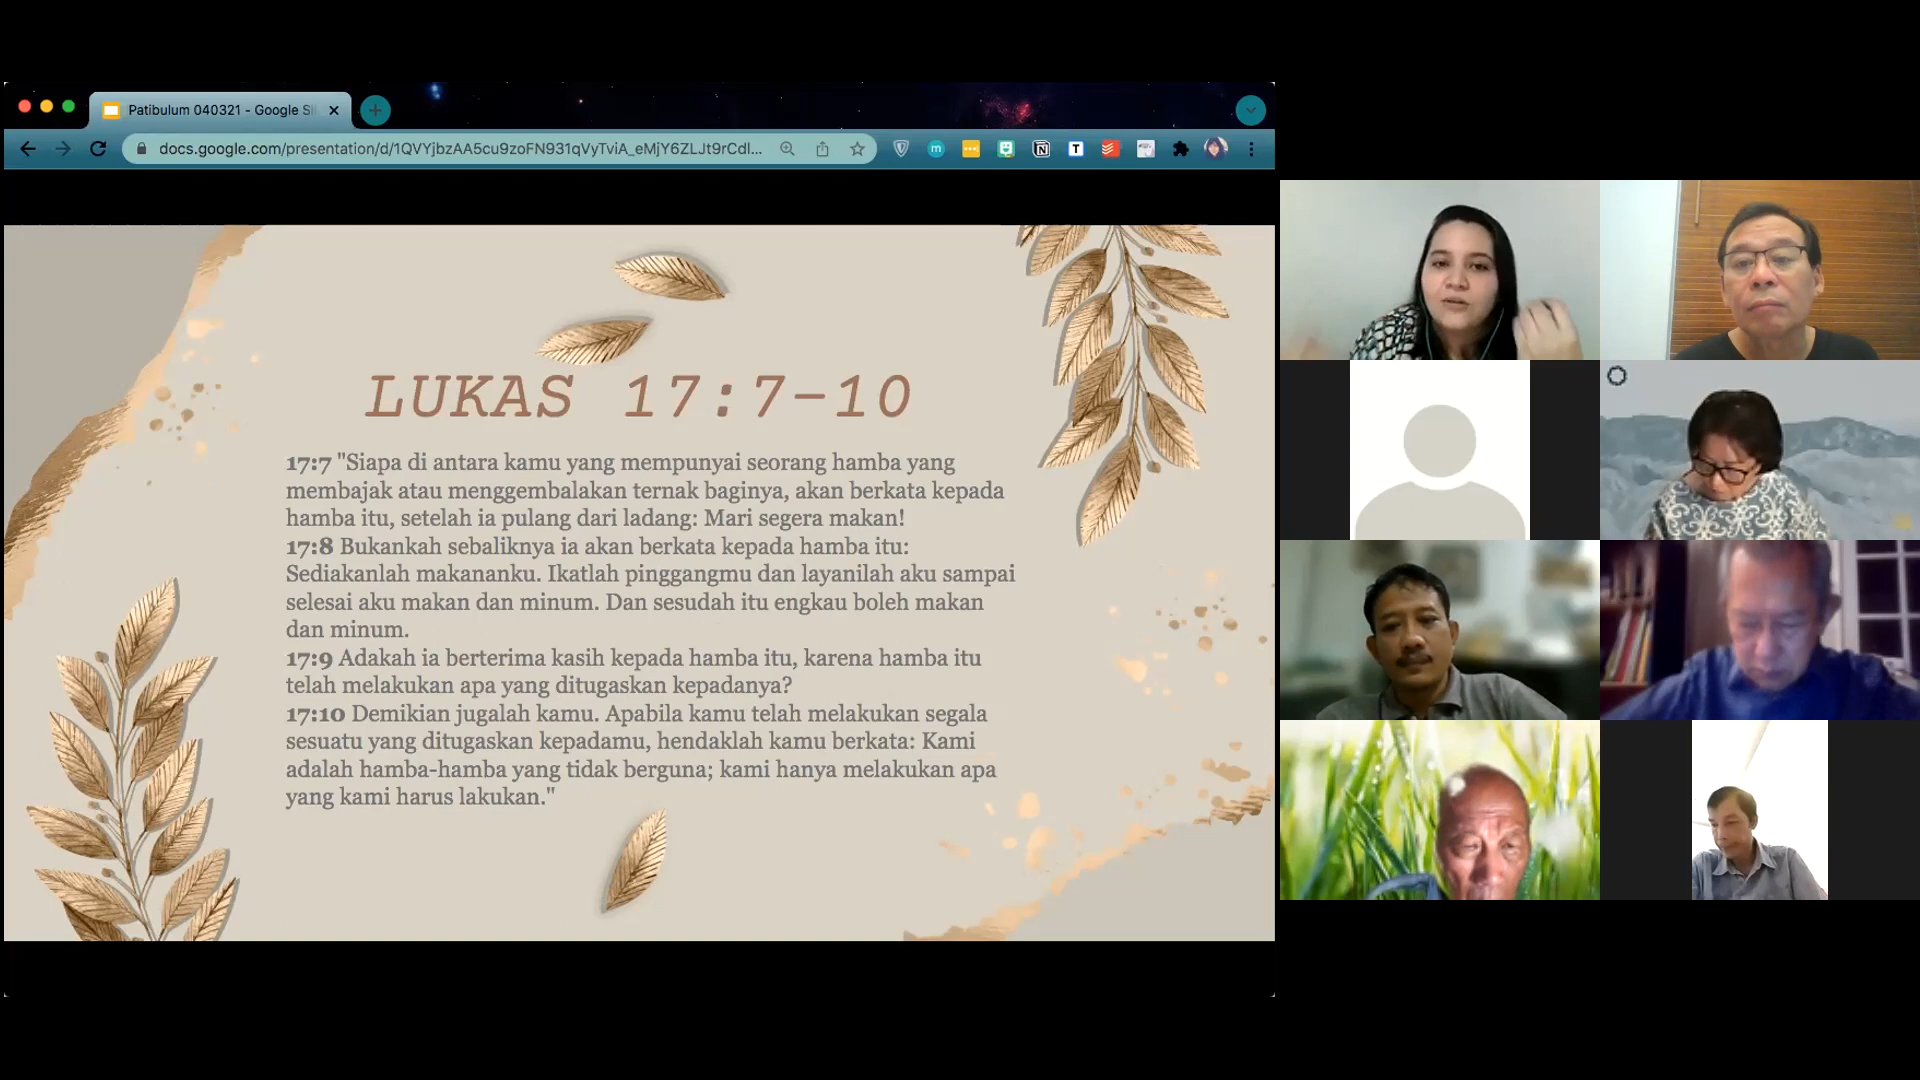 Patibulum 040321 - Google Sl
docs.google.com/presentation/d/1QVYjbzAA5cu9zoFN931qVyTviA_eMjY6ZLJt9rCdl...
LUKAS 17:7-10
17:7 "Siapa di antara kamu yang mempunyai seorang hamba yang
membajak atau menggembalakan ternak baginya, akan berkata kepada
hamba itu, setelah ia pulang dari ladang: Mari segera makan!
17:8 Bukankah sebaliknya ia akan berkata kepada hamba itu:
Sediakanlah makananku. Ikatlah pinggangmu dan layanilah aku sampai
selesai aku makan dan minum. Dan sesudah itu engkau boleh makan
dan minum.
17:9 Adakah ia berterima kasih kepada hamba itu, karena hamba itu
telah melakukan apa yang ditugaskan kepadanya?
17:10 Demikian jugalah kamu. Apabila kamu telah melakukan segala
sesuatu yang ditugaskan kepadamu, hendaklah kamu berkata: Kami
adalah hamba-hamba yang tidak berguna; kami hanya melakukan apa
yang kami harus lakukan."